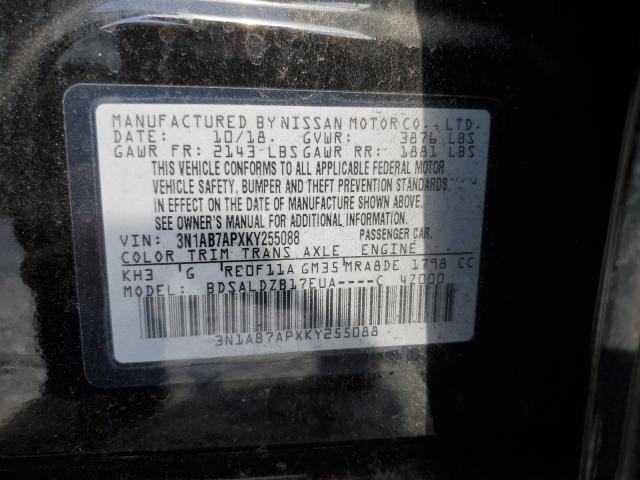 MANUFACTURED BY NISSAN MOTOR CO., LTD.
DATE: 10/18. GVWR: 3876 LBS
GAWR FR: 2143 LBS GAWR RR: 1881 LBS
THIS VEHICLE CONFORMS TO ALL APPLICABLE FEDERAL MOTOR
VEHICLE SAFETY, BUMPER AND THEFT PREVENTION STANDARDS
IN EFFECT ON THE DATE OF MANUFACTURE SHOWN ABOVE.
SEE OWNER'S MANUAL FOR ADDITIONAL INFORMATION.
VIN: 3N1AB7APXKY255088 PASSENGER CAR.
COLOR TRIM TRANS AXLE ENGINE
KH3 G RE0F11A GM35 MRA8DE 1798 CC
MODEL: BDSALDZB17EUA----C 4Z000
3N1AB7APXKY255088